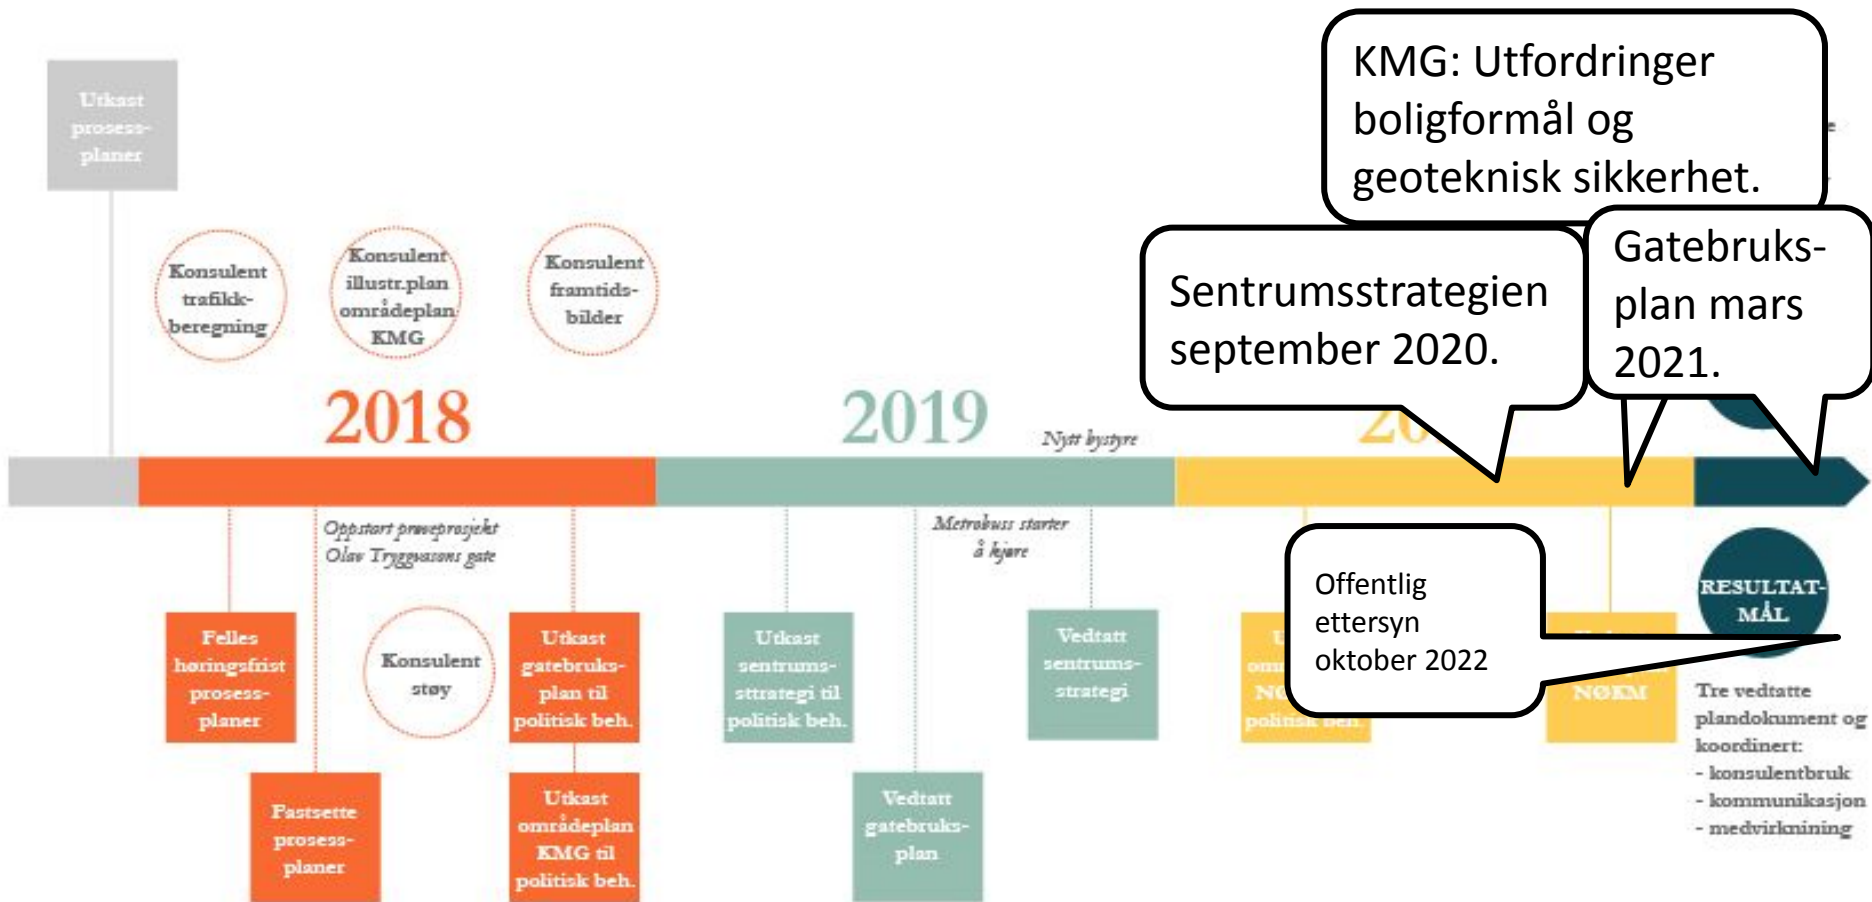 Utkast
prosess-
planer
KMG: Utfordringer
boligformål og
geoteknisk sikkerhet.
Konsulent
trafikk-
beregning
Konsulent
illustr.plan
områdeplan
KMG
Konsulent
framtids-
bilder
Sentrumsstrategien
september 2020.
Gatebruks-
plan mars
2021.
2018
2019
Nytt bystyre
Oppstart prøveprosjekt
Olav Tryggvasons gate
Metrobuss starter
å kjøre
Offentlig
ettersyn
oktober 2022
Felles
høringsfrist
prosess-
planer
Konsulent
støy
Utkast
gatebruks-
plan til
politisk beh.
Utkast
sentrums-
sttrategi til
politisk beh.
Vedtatt
sentrums-
strategi
politisk beh.
NØKM
RESULTAT-
MÅL
Tre vedtatte
plandokument og
koordinert:
- konsulentbruk
- kommunikasjon
- medvirknining
Fastsette
prosess-
planer
Utkast
områdeplan
KMG til
politisk beh.
Vedtatt
gatebruks-
plan